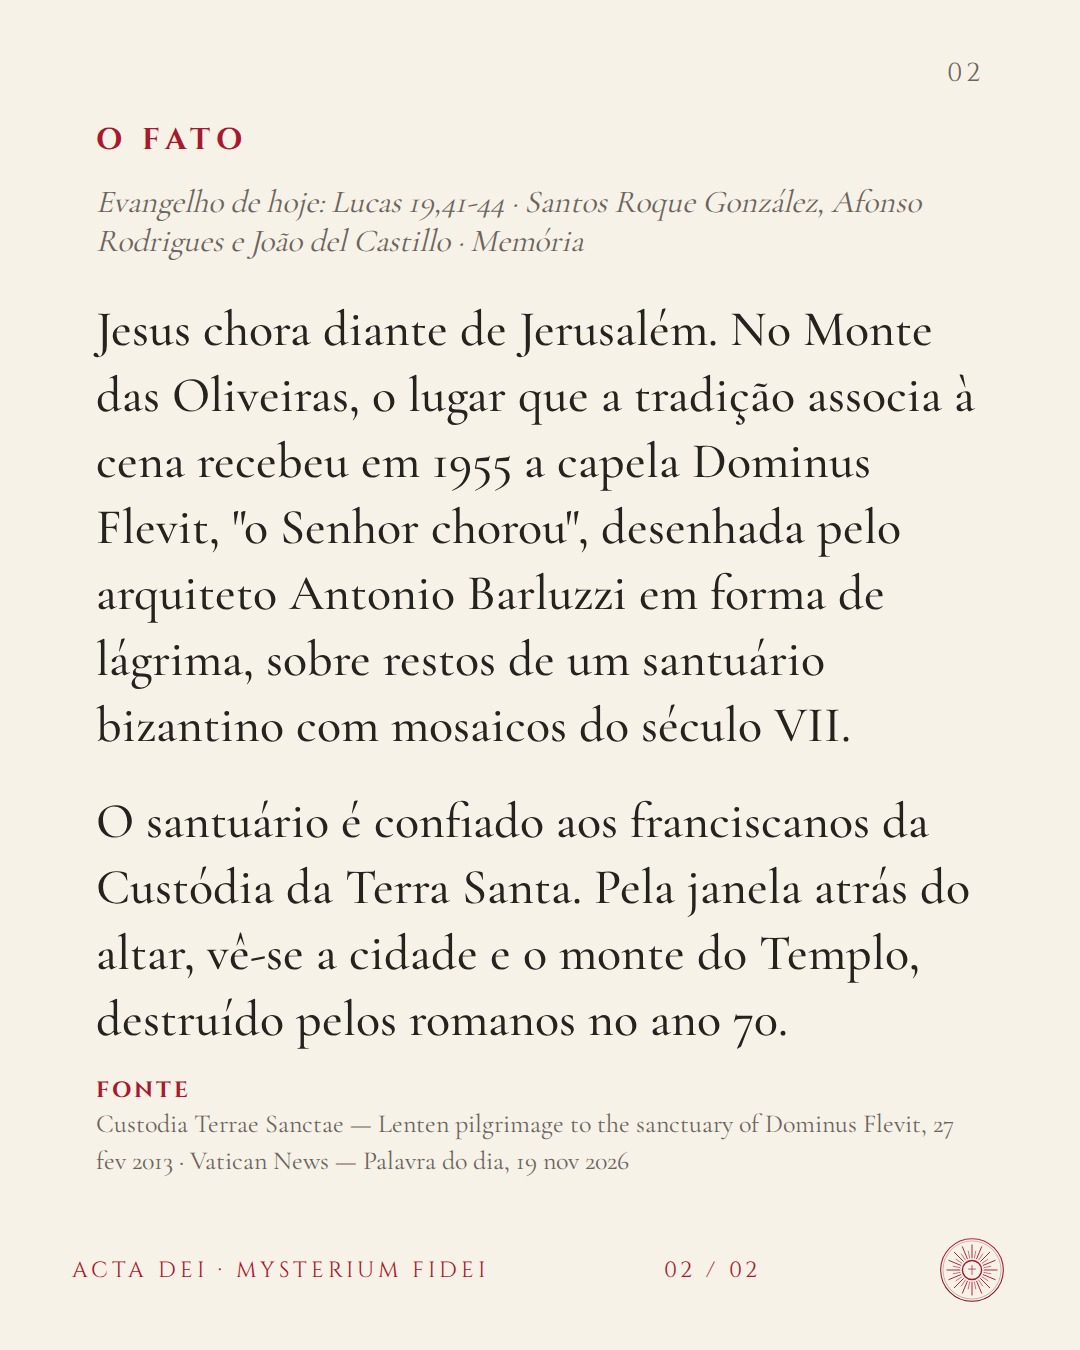 02
O FATO
Evangelho de hoje: Lucas 19,41-44 · Santos Roque González, Afonso
Rodrigues e João del Castillo · Memória
Jesus chora diante de Jerusalém. No Monte
das Oliveiras, o lugar que a tradição associa à
cena recebeu em 1955 a capela Dominus
Flevit, "o Senhor chorou", desenhada pelo
arquiteto Antonio Barluzzi em forma de
lágrima, sobre restos de um santuário
bizantino com mosaicos do século VII.
O santuário é confiado aos franciscanos da
Custódia da Terra Santa. Pela janela atrás do
altar, vê-se a cidade e o monte do Templo,
destruído pelos romanos no ano 70.
FONTE
Custodia Terrae Sanctae — Lenten pilgrimage to the sanctuary of Dominus Flevit, 27
fev 2013 · Vatican News — Palavra do dia, 19 nov 2026
ACTA DEI · MYSTERIUM FIDEI
02 / 02